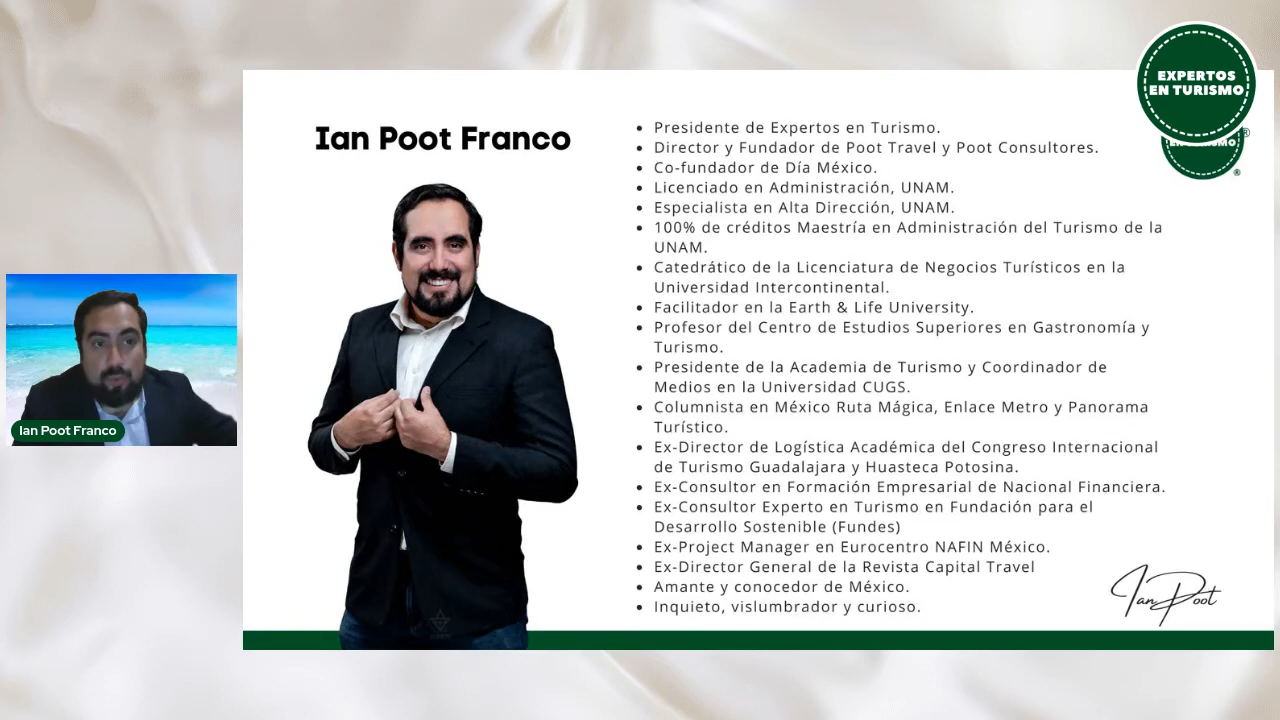 EXPERTOS
EN TURISMO
®
EN TURISMO
®
Ian Poot Franco
Presidente de Expertos en Turismo.
Director y Fundador de Poot Travel y Poot Consultores.
Co-fundador de Día México.
Licenciado en Administración, UNAM.
Especialista en Alta Dirección, UNAM.
100% de créditos Maestría en Administración del Turismo de la
UNAM.
Catedrático de la Licenciatura de Negocios Turísticos en la
Universidad Intercontinental.
Facilitador en la Earth & Life University.
Profesor del Centro de Estudios Superiores en Gastronomía y
Turismo.
Presidente de la Academia de Turismo y Coordinador de
Medios en la Universidad CUGS.
Columnista en México Ruta Mágica, Enlace Metro y Panorama
Turístico.
Ex-Director de Logística Académica del Congreso Internacional
de Turismo Guadalajara y Huasteca Potosina.
Ex-Consultor en Formación Empresarial de Nacional Financiera.
Ex-Consultor Experto en Turismo en Fundación para el
Desarrollo Sostenible (Fundes)
Ex-Project Manager en Eurocentro NAFIN México.
Ex-Director General de la Revista Capital Travel
Amante y conocedor de México.
Inquieto, vislumbrador y curioso.
Ian Poot
Ian Poot Franco